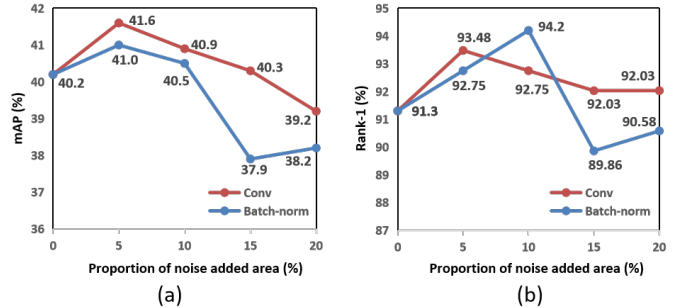 42
41
40
39
38
37
36
mAP (%)
41.6
40.9
41.0
40.3
40.5
40.2
39.2
38.2
37.9
Conv
Batch-norm
0 5 10 15 20
Proportion of noise added area (%)
(a)
95
94
93
92
91
90
89
88
87
Rank-1 (%)
94.2
93.48
92.75 92.75
92.03 92.03
91.3
90.58
89.86
Conv
Batch-norm
0 5 10 15 20
Proportion of noise added area (%)
(b)